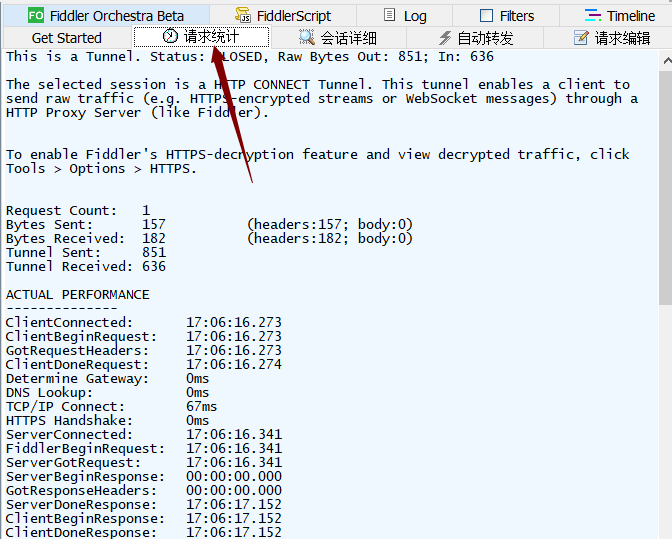 FO Fiddler Orchestra Beta FiddlerScript Log Filters Timeline
Get Started 请求统计 会话详细 自动转发 请求编辑
This is a Tunnel. Status: LOSED, Raw Bytes Out: 851; In: 636
The selected session is a HTTP CONNECT Tunnel. This tunnel enables a client to
send raw traffic (e.g. HTTPS-encrypted streams or WebSocket messages) through a
HTTP Proxy Server (like Fiddler).
To enable Fiddler's HTTPS-decryption feature and view decrypted traffic, click
Tools > Options > HTTPS.
Request Count: 1
Bytes Sent: 157 (headers:157; body:0)
Bytes Received: 182 (headers:182; body:0)
Tunnel Sent: 851
Tunnel Received: 636
ACTUAL PERFORMANCE
--------------
ClientConnected: 17:06:16.273
ClientBeginRequest: 17:06:16.273
GotRequestHeaders: 17:06:16.273
ClientDoneRequest: 17:06:16.274
Determine Gateway: 0ms
DNS Lookup: 0ms
TCP/IP Connect: 67ms
HTTPS Handshake: 0ms
ServerConnected: 17:06:16.341
FiddlerBeginRequest: 17:06:16.341
ServerGotRequest: 17:06:16.341
ServerBeginResponse: 00:00:00.000
GotResponseHeaders: 00:00:00.000
ServerDoneResponse: 17:06:17.152
ClientBeginResponse: 17:06:17.152
ClientDoneResponse: 17:06:17.152